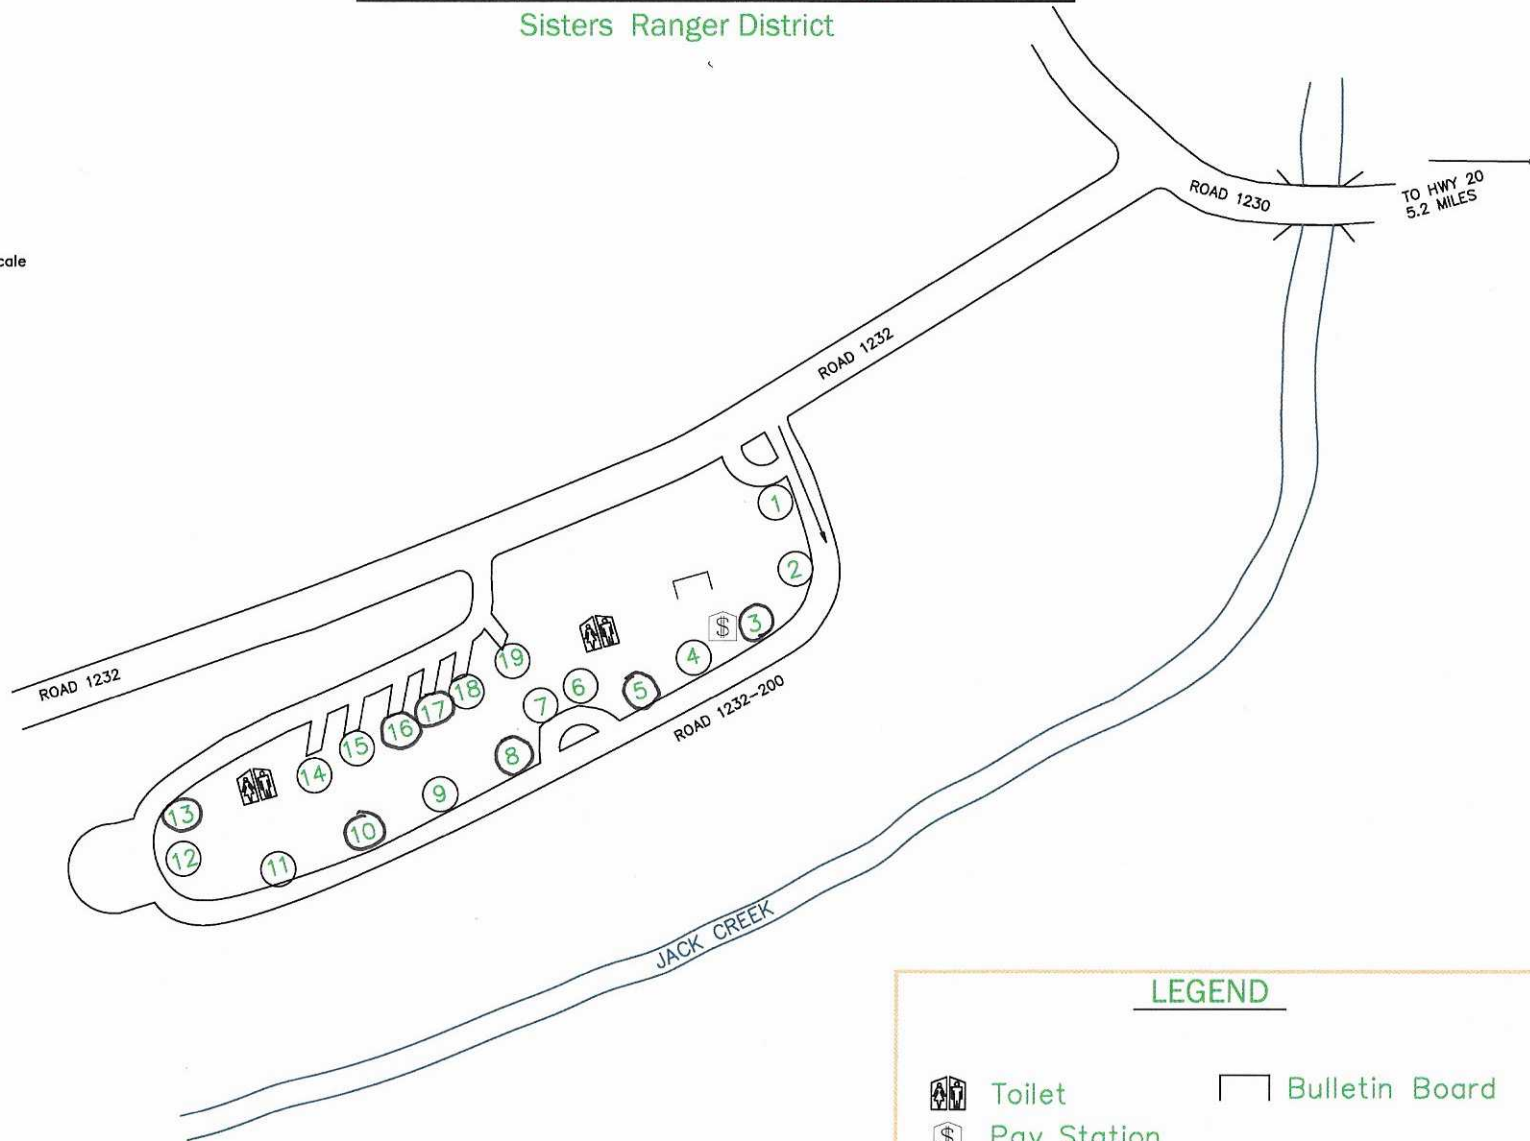 Sisters Ranger District
ROAD 1230
TO HWY 20
5.2 MILES
cale
ROAD 1232
1
2
$
3
4
19
ROAD 1232
18
6
5
7
17
16
ROAD 1232-200
15
8
14
9
13
10
12
11
JACK CREEK
LEGEND
Toilet
Bulletin Board
$
Pay Station